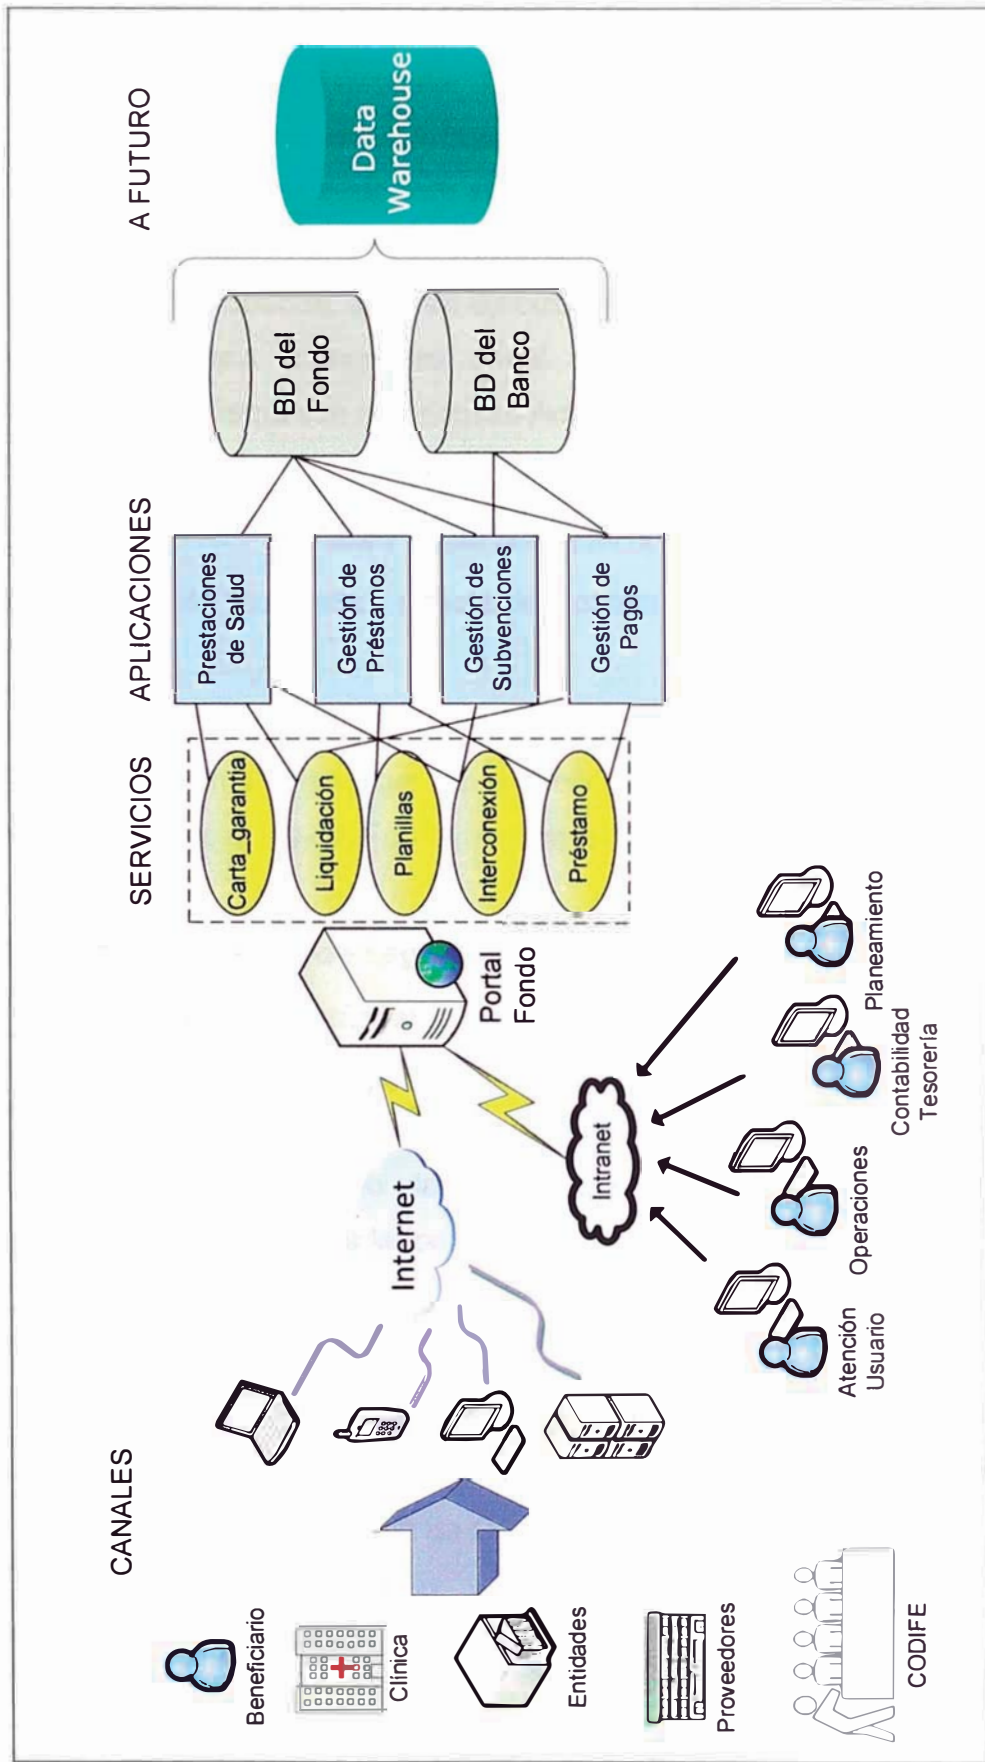 CANALES
SERVICIOS
APLICACIONES
A FUTURO
Beneficiario
Clínica
Entidades
Proveedores
CODIFE
Internet
Intranet
Portal
Fondo
Atención
Usuario
Operaciones
Contabilidad
Tesorería
Planeamiento
Carta_garantia
Liquidación
Planillas
Interconexión
Préstamo
Prestaciones
de Salud
Gestión de
Préstamos
Gestión de
Subvenciones
Gestión de
Pagos
BD del
Fondo
BD del
Banco
Data
Warehouse